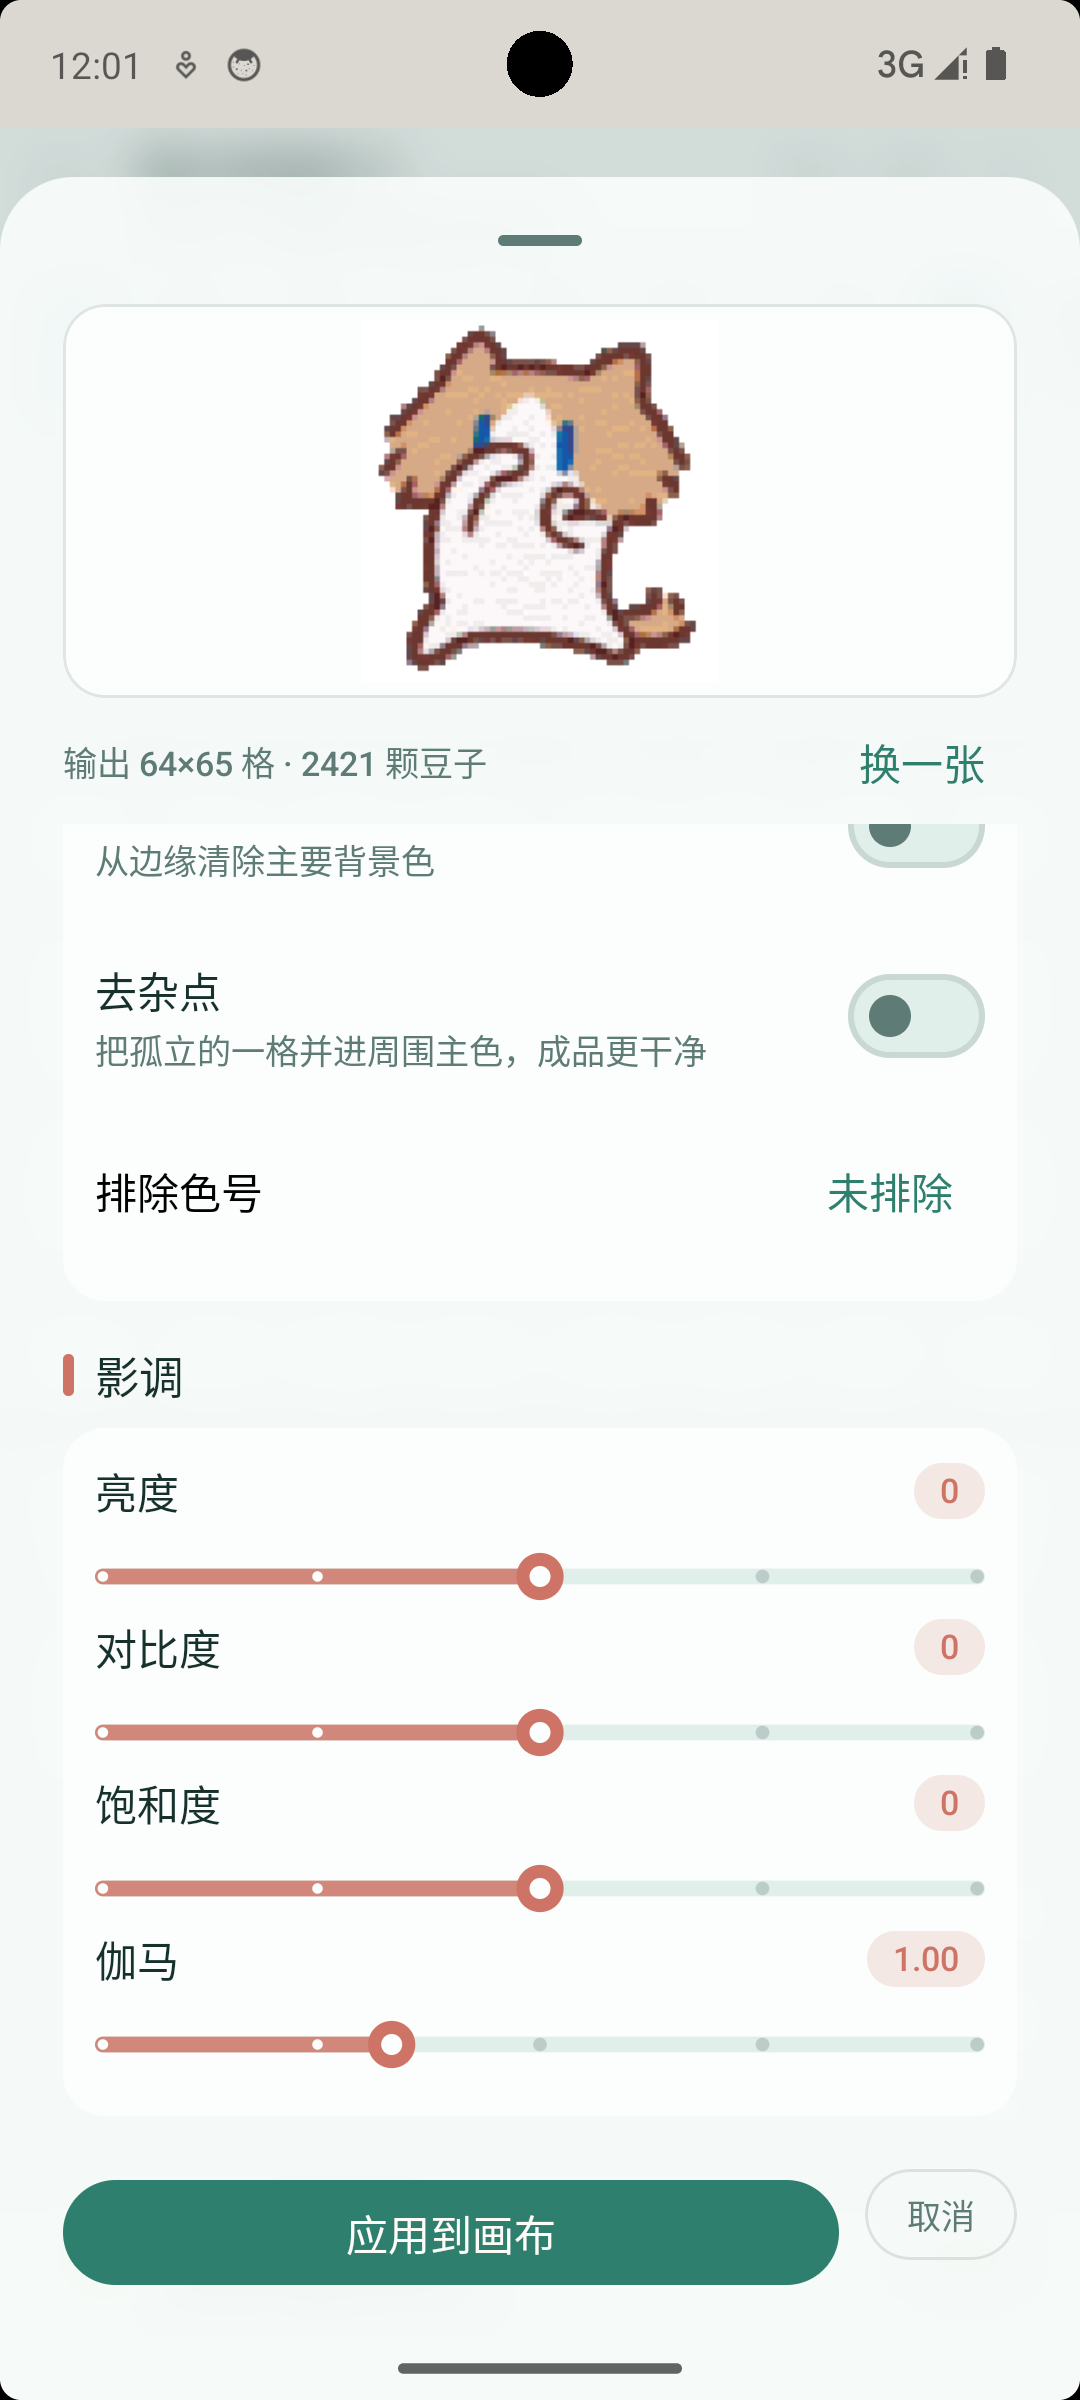 12:01
3G
输出 64×65 格 · 2421 颗豆子
换一张
从边缘清除主要背景色
去杂点
把孤立的一格并进周围主色，成品更干净
排除色号
未排除
影调
亮度
0
对比度
0
饱和度
0
伽马
1.00
应用到画布
取消